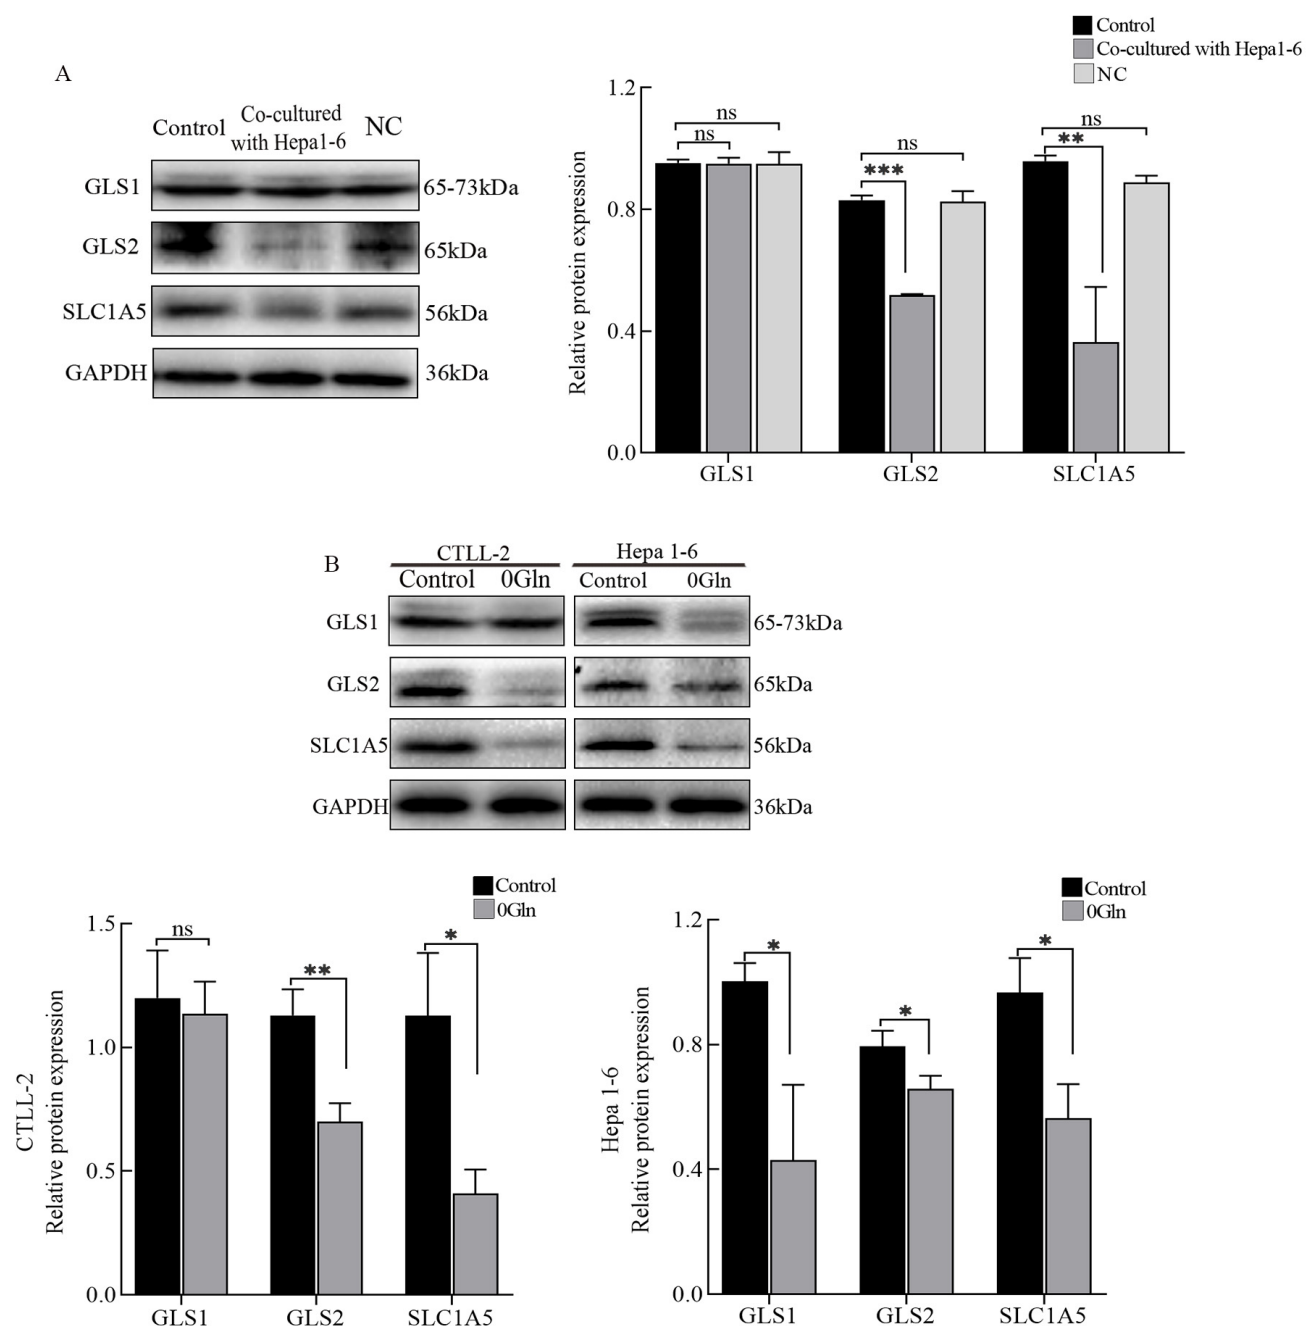 Control
Co-cultured with Hepa1-6
NC
A
Control
Co-cultured
with Hepa1-6
NC
GLS1
65-73kDa
GLS2
65kDa
SLC1A5
56kDa
GAPDH
36kDa
Relative protein expression
1.2
0.8
0.4
0.0
ns
ns
***
ns
**
ns
GLS1
GLS2
SLC1A5
B
CTLL-2
Hepa 1-6
Control
0Gln
Control
0Gln
GLS1
65-73kDa
GLS2
65kDa
SLC1A5
56kDa
GAPDH
36kDa
Control
0Gln
CTLL-2
Relative protein expression
1.5
1.0
0.5
0.0
ns
**
*
GLS1
GLS2
SLC1A5
Control
0Gln
Hepa 1-6
Relative protein expression
1.2
0.8
0.4
0.0
*
*
*
GLS1
GLS2
SLC1A5